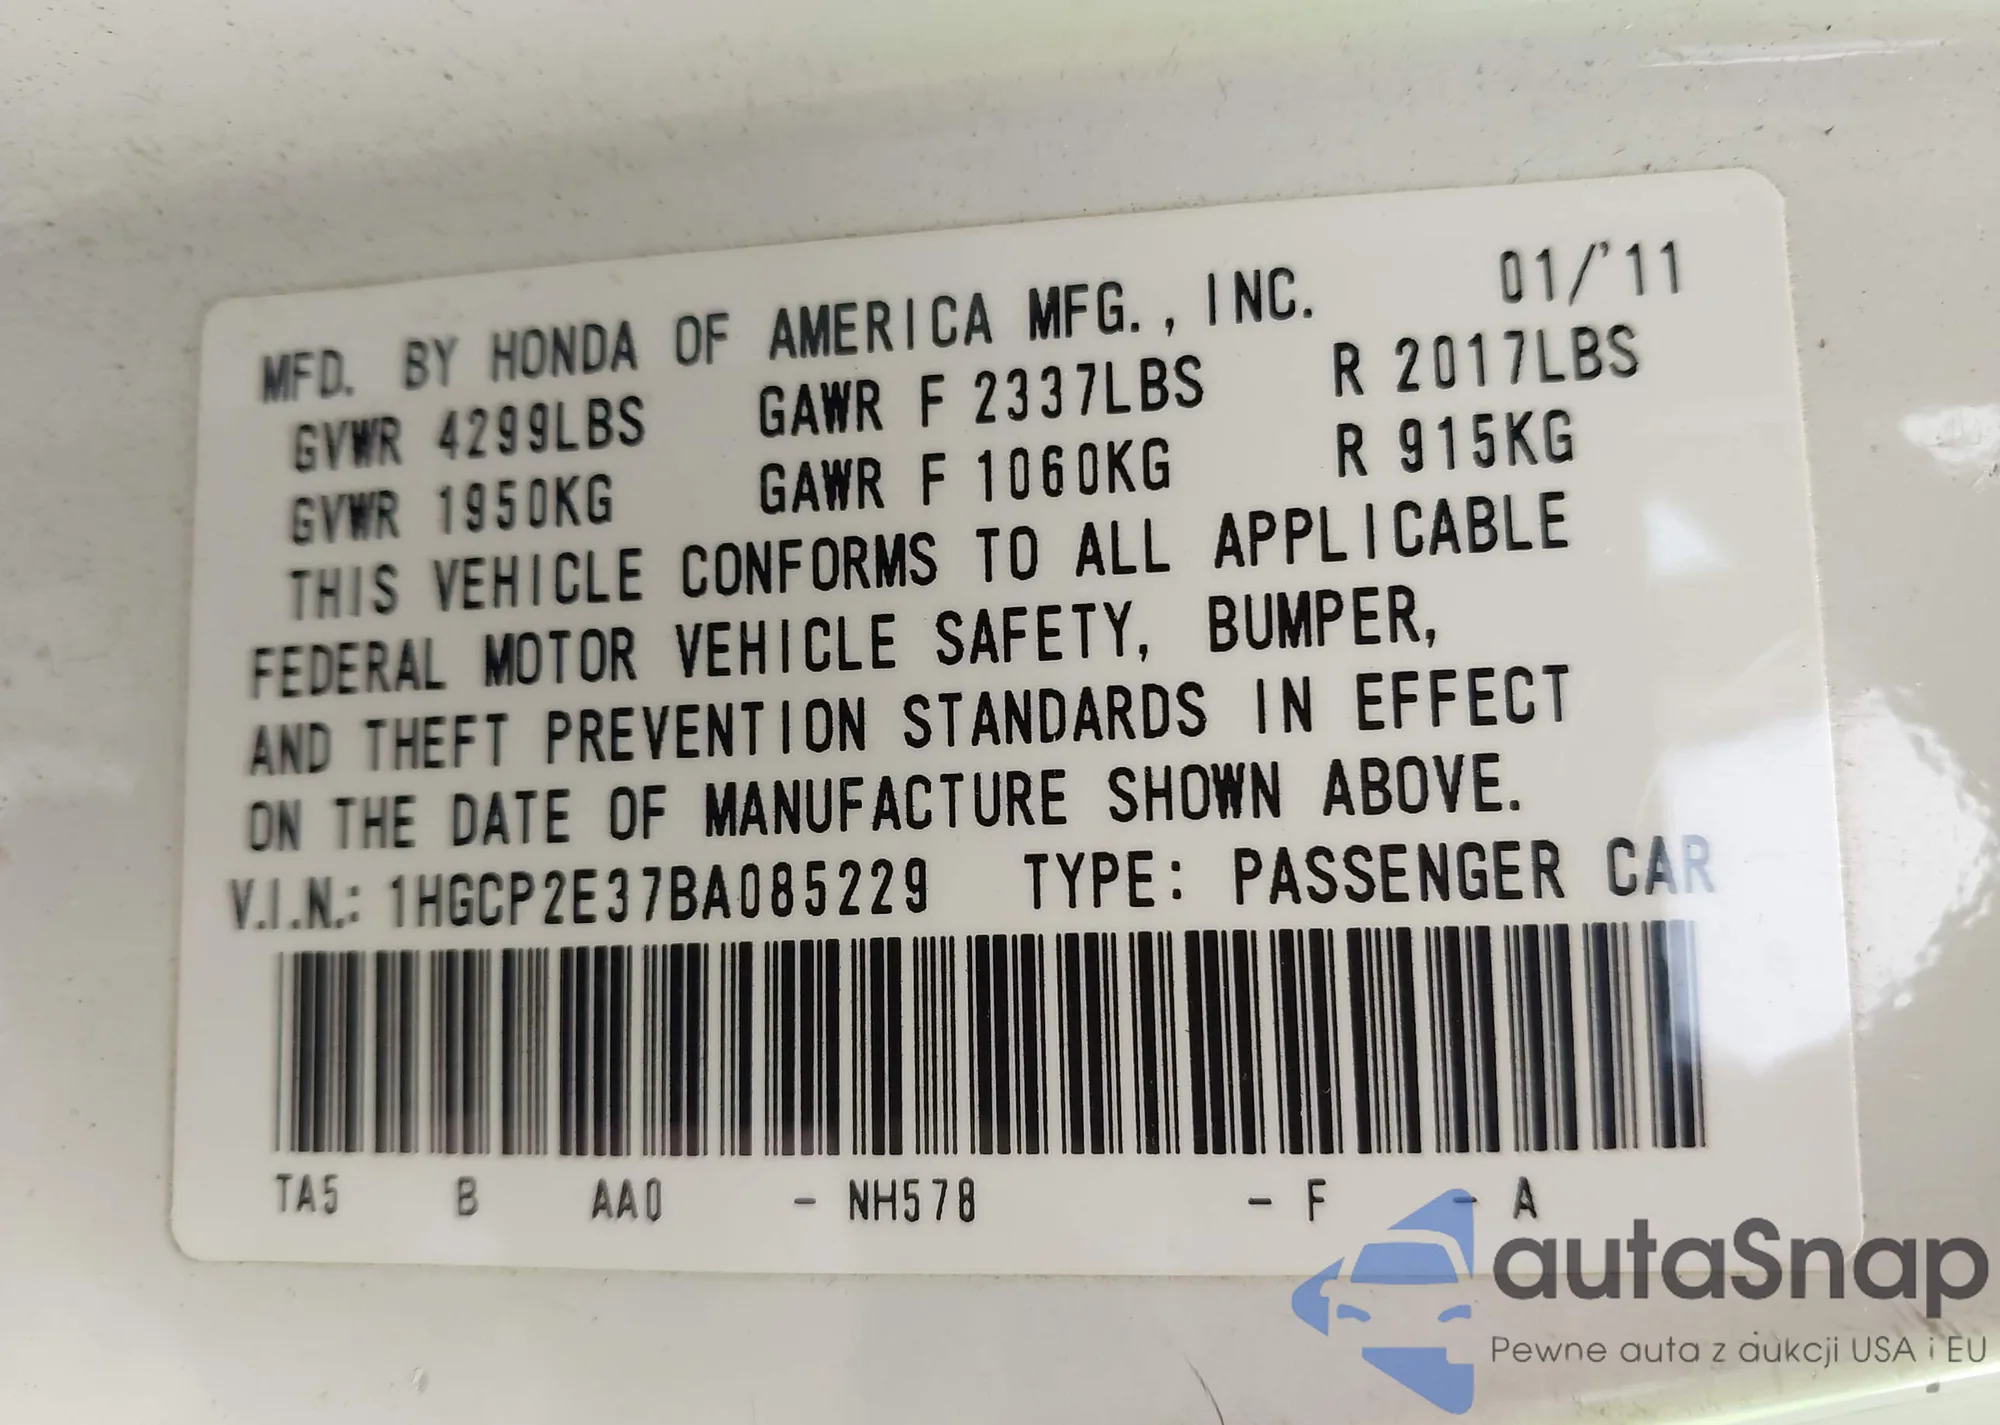 MFD. BY HONDA OF AMERICA MFG., INC. 01/'11
GVWR 4299LBS GAWR F 2337LBS R 2017LBS
GVWR 1950KG GAWR F 1060KG R 915KG
THIS VEHICLE CONFORMS TO ALL APPLICABLE
FEDERAL MOTOR VEHICLE SAFETY, BUMPER,
AND THEFT PREVENTION STANDARDS IN EFFECT
ON THE DATE OF MANUFACTURE SHOWN ABOVE.
V.I.N.: 1HGCP2E37BA085229 TYPE: PASSENGER CAR
TA5 B AA0 - NH578 - F - A
autaSnap
Pewne auta z aukcji USA i EU